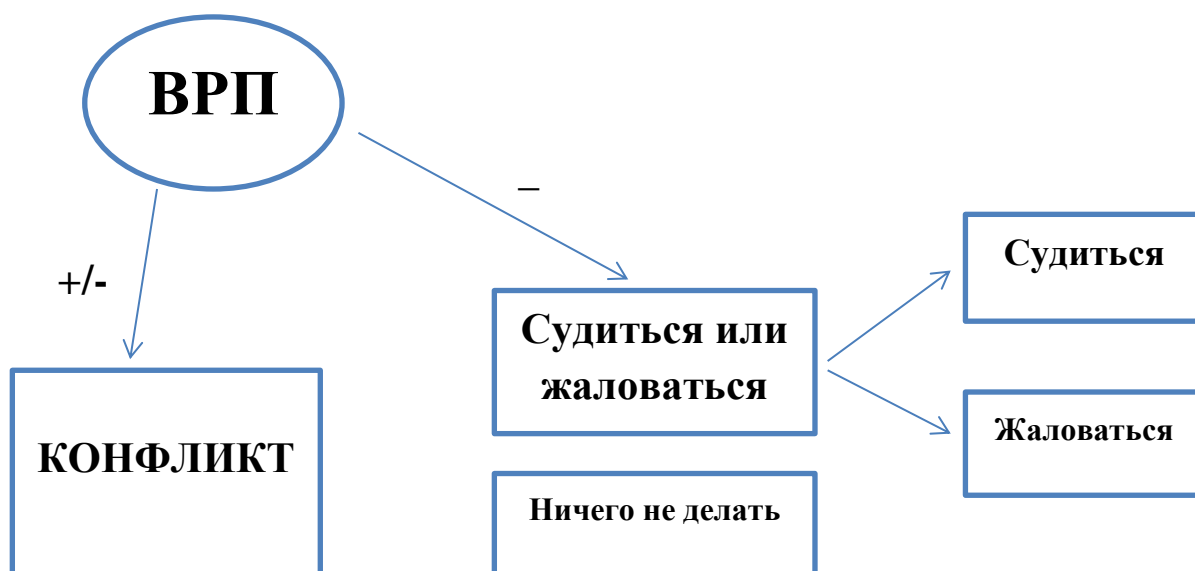 ВРП
–
+/-
Судиться
Судиться или
жаловаться
Жаловаться
КОНФЛИКТ
Ничего не делать